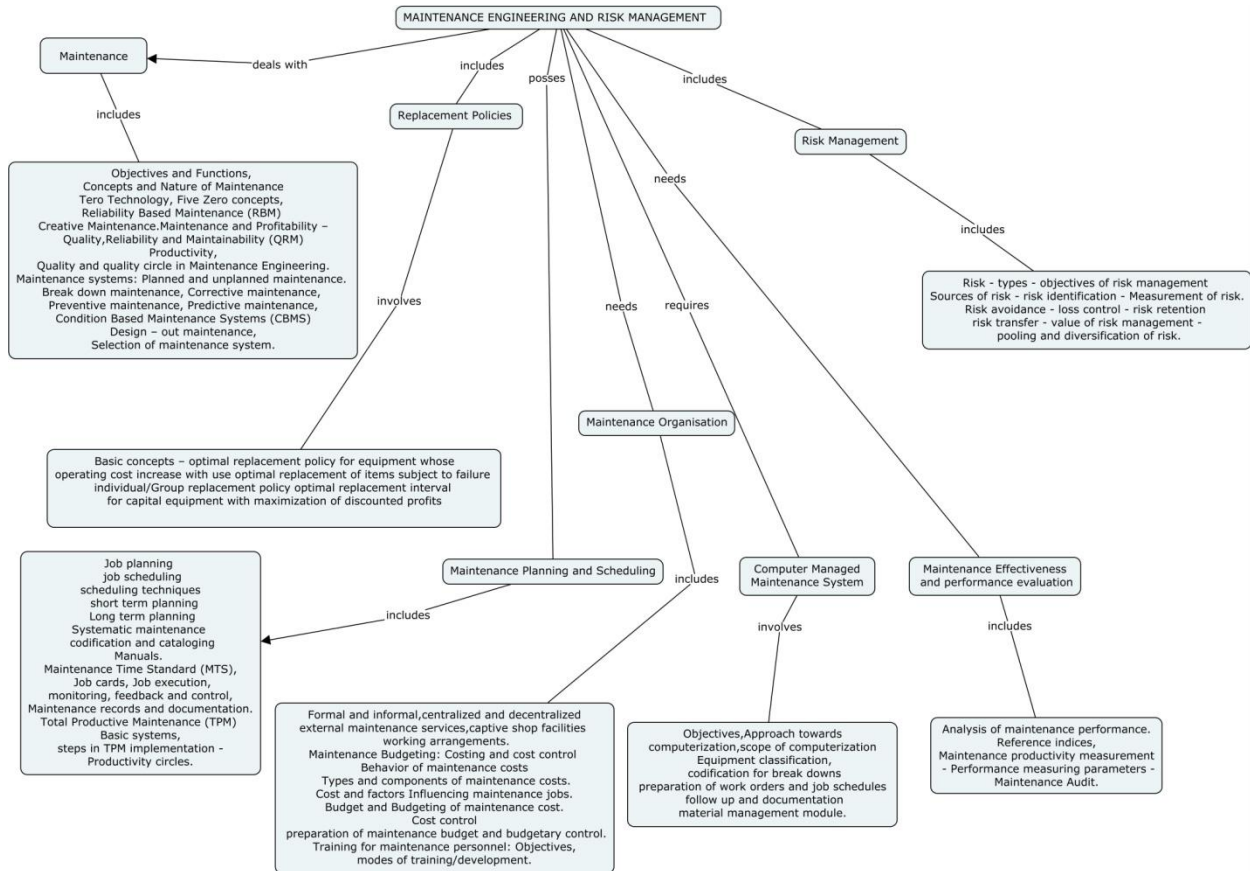 MAINTENANCE ENGINEERING AND RISK MANAGEMENT
Maintenance
deals with
includes
posses
includes
includes
Replacement Policies
Risk Management
needs
Objectives and Functions,
Concepts and Nature of Maintenance
Tero Technology, Five Zero concepts,
Reliability Based Maintenance (RBM)
Creative Maintenance.Maintenance and Profitability –
Quality,Reliability and Maintainability (QRM)
Productivity,
Quality and quality circle in Maintenance Engineering.
Maintenance systems: Planned and unplanned maintenance.
Break down maintenance, Corrective maintenance,
Preventive maintenance, Predictive maintenance,
Condition Based Maintenance Systems (CBMS)
Design – out maintenance,
Selection of maintenance system.
includes
Risk - types - objectives of risk management
Sources of risk - risk identification - Measurement of risk.
Risk avoidance - loss control - risk retention
risk transfer - value of risk management -
pooling and diversification of risk.
involves
needs
requires
Maintenance Organisation
Basic concepts – optimal replacement policy for equipment whose
operating cost increase with use optimal replacement of items subject to failure
individual/Group replacement policy optimal replacement interval
for capital equipment with maximization of discounted profits
Maintenance Planning and Scheduling
includes
Computer Managed
Maintenance System
Maintenance Effectiveness
and performance evaluation
includes
involves
includes
Job planning
job scheduling
scheduling techniques
short term planning
Long term planning
Systematic maintenance
codification and cataloging
Manuals.
Maintenance Time Standard (MTS),
Job cards, Job execution,
monitoring, feedback and control,
Maintenance records and documentation.
Total Productive Maintenance (TPM)
Basic systems,
steps in TPM implementation -
Productivity circles.
Formal and informal,centralized and decentralized
external maintenance services,captive shop facilities
working arrangements.
Maintenance Budgeting: Costing and cost control
Behavior of maintenance costs
Types and components of maintenance costs.
Cost and factors Influencing maintenance jobs.
Budget and Budgeting of maintenance cost.
Cost control
preparation of maintenance budget and budgetary control.
Training for maintenance personnel: Objectives,
modes of training/development.
Objectives,Approach towards
computerization,scope of computerization
Equipment classification,
codification for break downs
preparation of work orders and job schedules
follow up and documentation
material management module.
Analysis of maintenance performance.
Reference indices,
Maintenance productivity measurement
- Performance measuring parameters -
Maintenance Audit.